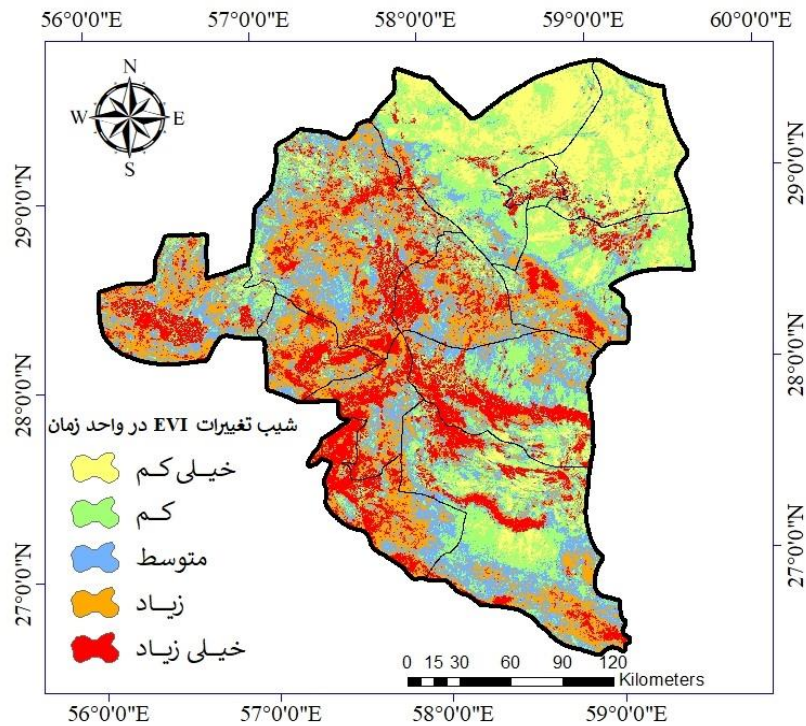 56°0'0"E 57°0'0"E 58°0'0"E 59°0'0"E 60°0'0"E
N
W E
S
29°0'0"N 29°0'0"N
28°0'0"N 28°0'0"N
27°0'0"N 27°0'0"N
شیب تغییرات EVI در واحد زمان
خیلی کم
کم
متوسط
زیاد
خیلی زیاد
0 15 30 60 90 120
Kilometers
56°0'0"E 57°0'0"E 58°0'0"E 59°0'0"E